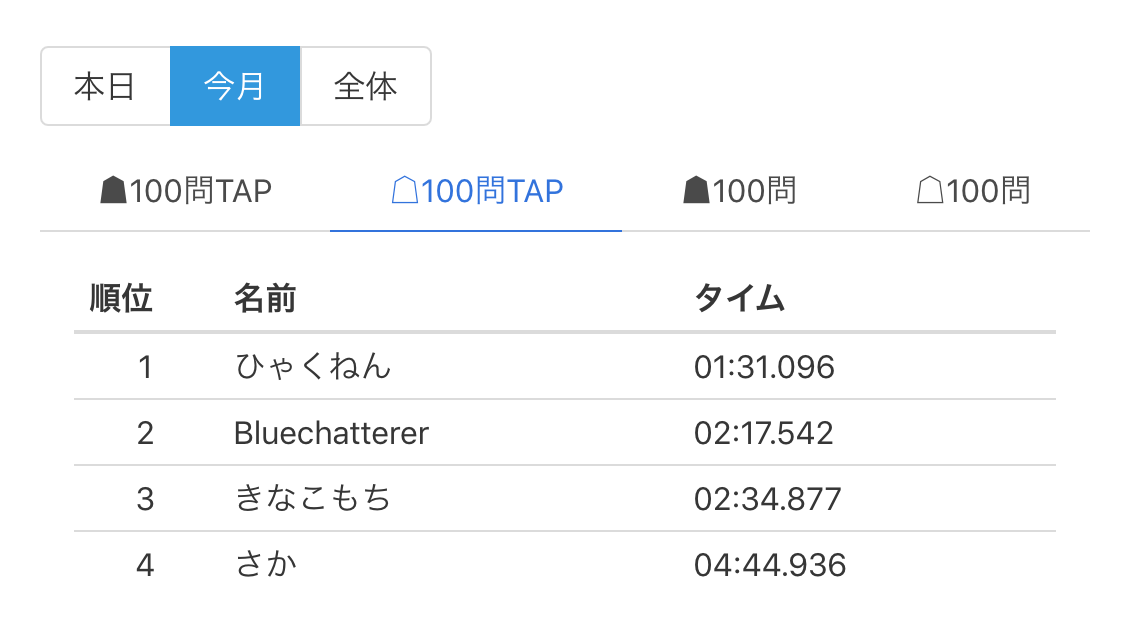 本日 今月 全体
☗100問TAP ☖100問TAP ☗100問 ☖100問
順位 名前 タイム
1 ひゃくねん 01:31.096
2 Bluechatterer 02:17.542
3 きなこもち 02:34.877
4 さか 04:44.936